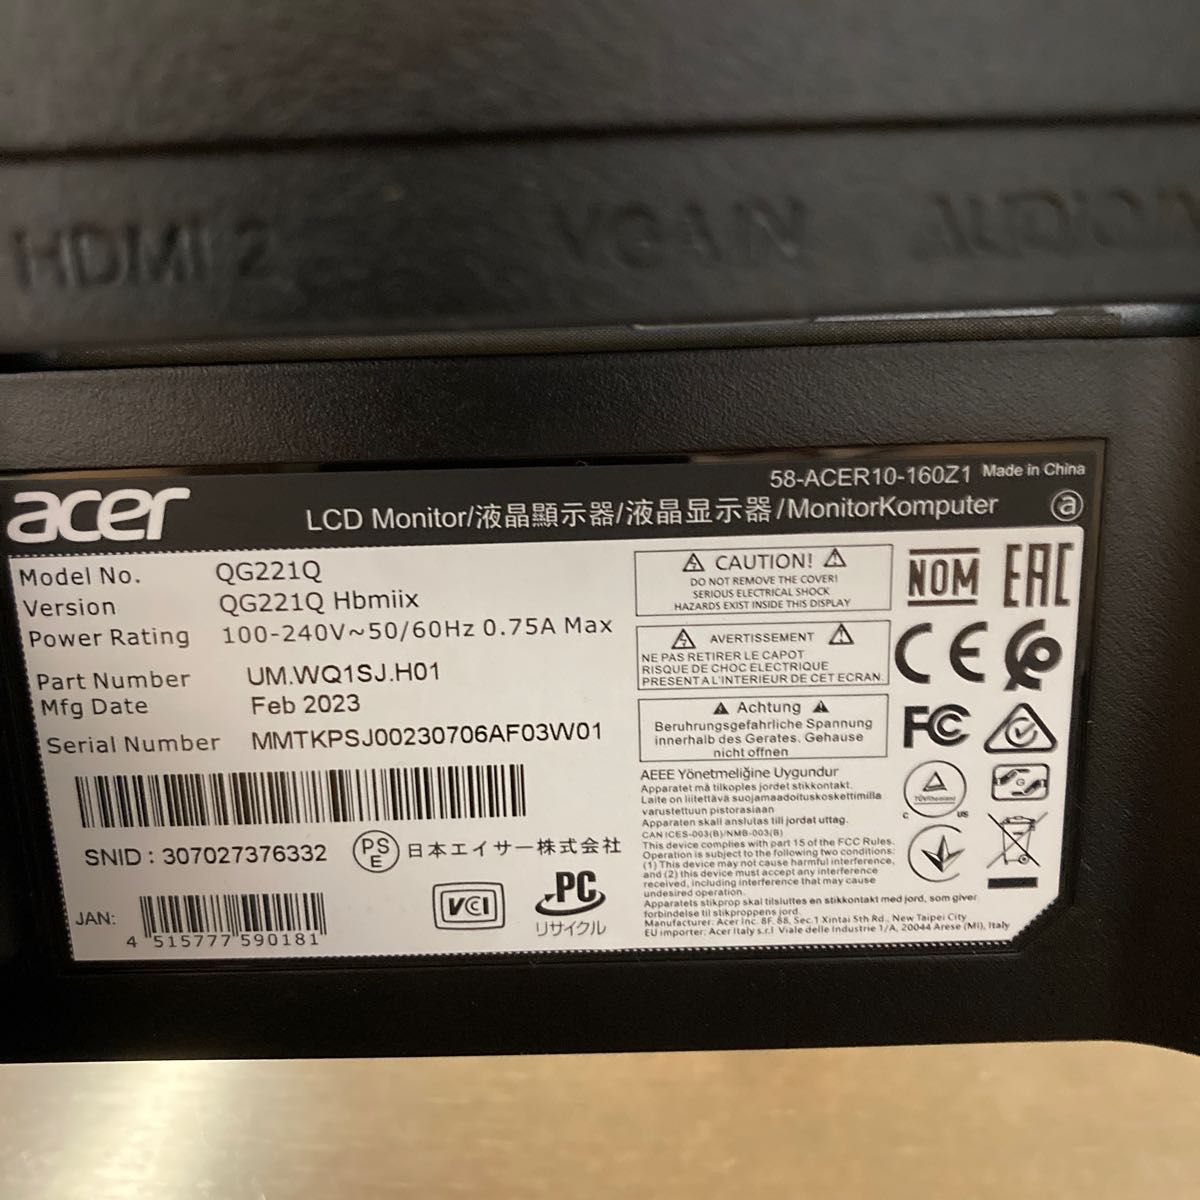 HDMI 2 VGA IN AUDIO IN
acer
58-ACER10-160Z1 Made in China
LCD Monitor/液晶顯示器/液晶显示器/MonitorKomputer
a
Model No. QG221Q
Version QG221Q Hbmiix
Power Rating 100-240V~50/60Hz 0.75A Max
Part Number UM.WQ1SJ.H01
Mfg Date Feb 2023
Serial Number MMTKPSJ00230706AF03W01
SNID : 307027376332
PS
E
日本エイサー株式会社
JAN:
4 515777 590181
VCI
PC
リサイクル
CAUTION!
DO NOT REMOVE THE COVER!
SERIOUS ELECTRICAL SHOCK
HAZARDS EXIST INSIDE THIS DISPLAY
AVERTISSEMENT
NE PAS RETIRER LE CAPOT
RISQUE DE CHOC ELECTRIQUE
PRESENT A L'INTERIEUR DE CET ECRAN.
Achtung
Beruhrungsgefahrliche Spannung
innerhalb des Gerates. Gehause
nicht offnen
AEEE Yönetmeliğine Uygundur
Apparatet må tilkoples jordet stikkontakt.
Laite on liitettävä suojamaadoituskoskettimilla
varustettuun pistorasiaan
Apparaten skall anslutas till jordat uttag.
CAN ICES-003(B)/NMB-003(B)
This device complies with part 15 of the FCC Rules.
Operation is subject to the following two conditions:
(1) This device may not cause harmful interference,
and (2) this device must accept any interference
received, including interference that may cause
undesired operation.
Apparatets stikprop skal tilsluttes en stikkontakt med jord, som giver
forbindelse til stikproppens jord.
Manufacturer: Acer Inc. 8F, 88, Sec.1 Xintai 5th Rd., New Taipei City
EU importer: Acer Italy s.r.l Viale delle Industrie 1/A, 20044 Arese (MI), Italy
NOM EAC
CE
FC
TÜVRheinland
C US
G